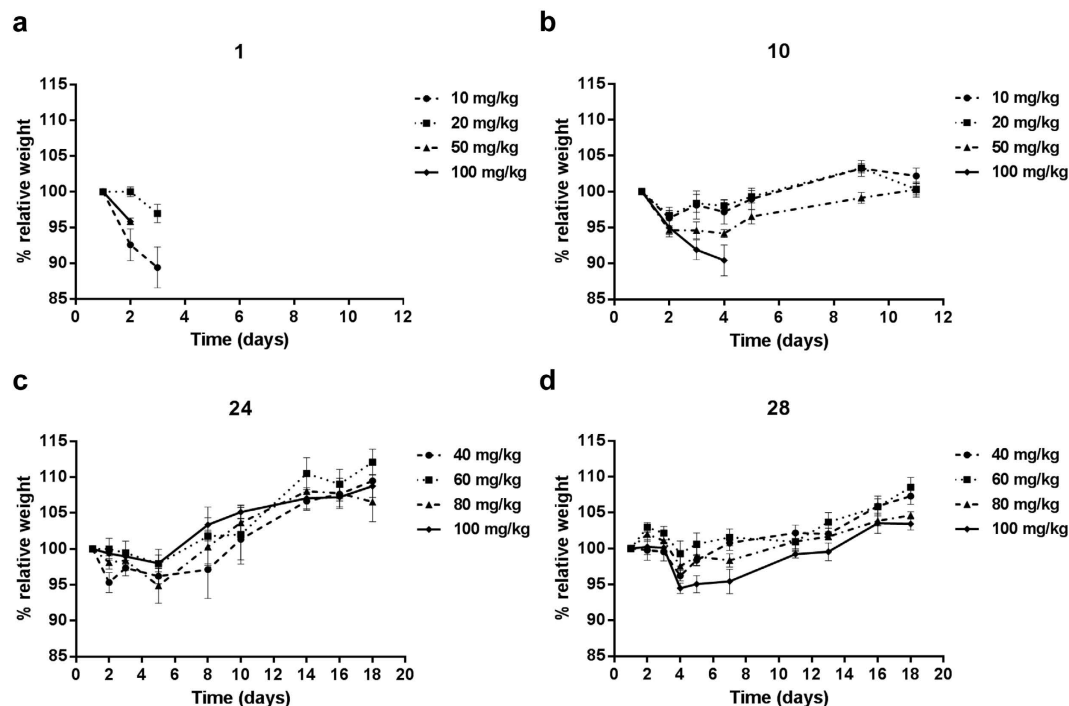 a
1
% relative weight
115
110
105
100
95
90
85
0 2 4 6 8 10 12
Time (days)
10 mg/kg
20 mg/kg
50 mg/kg
100 mg/kg
b
10
% relative weight
115
110
105
100
95
90
85
0 2 4 6 8 10 12 14
Time (days)
10 mg/kg
20 mg/kg
50 mg/kg
100 mg/kg
c
24
% relative weight
115
110
105
100
95
90
85
0 2 4 6 8 10 12 14 16 18 20
Time (days)
40 mg/kg
60 mg/kg
80 mg/kg
100 mg/kg
d
28
% relative weight
115
110
105
100
95
90
85
0 2 4 6 8 10 12 14 16 18 20
Time (days)
40 mg/kg
60 mg/kg
80 mg/kg
100 mg/kg